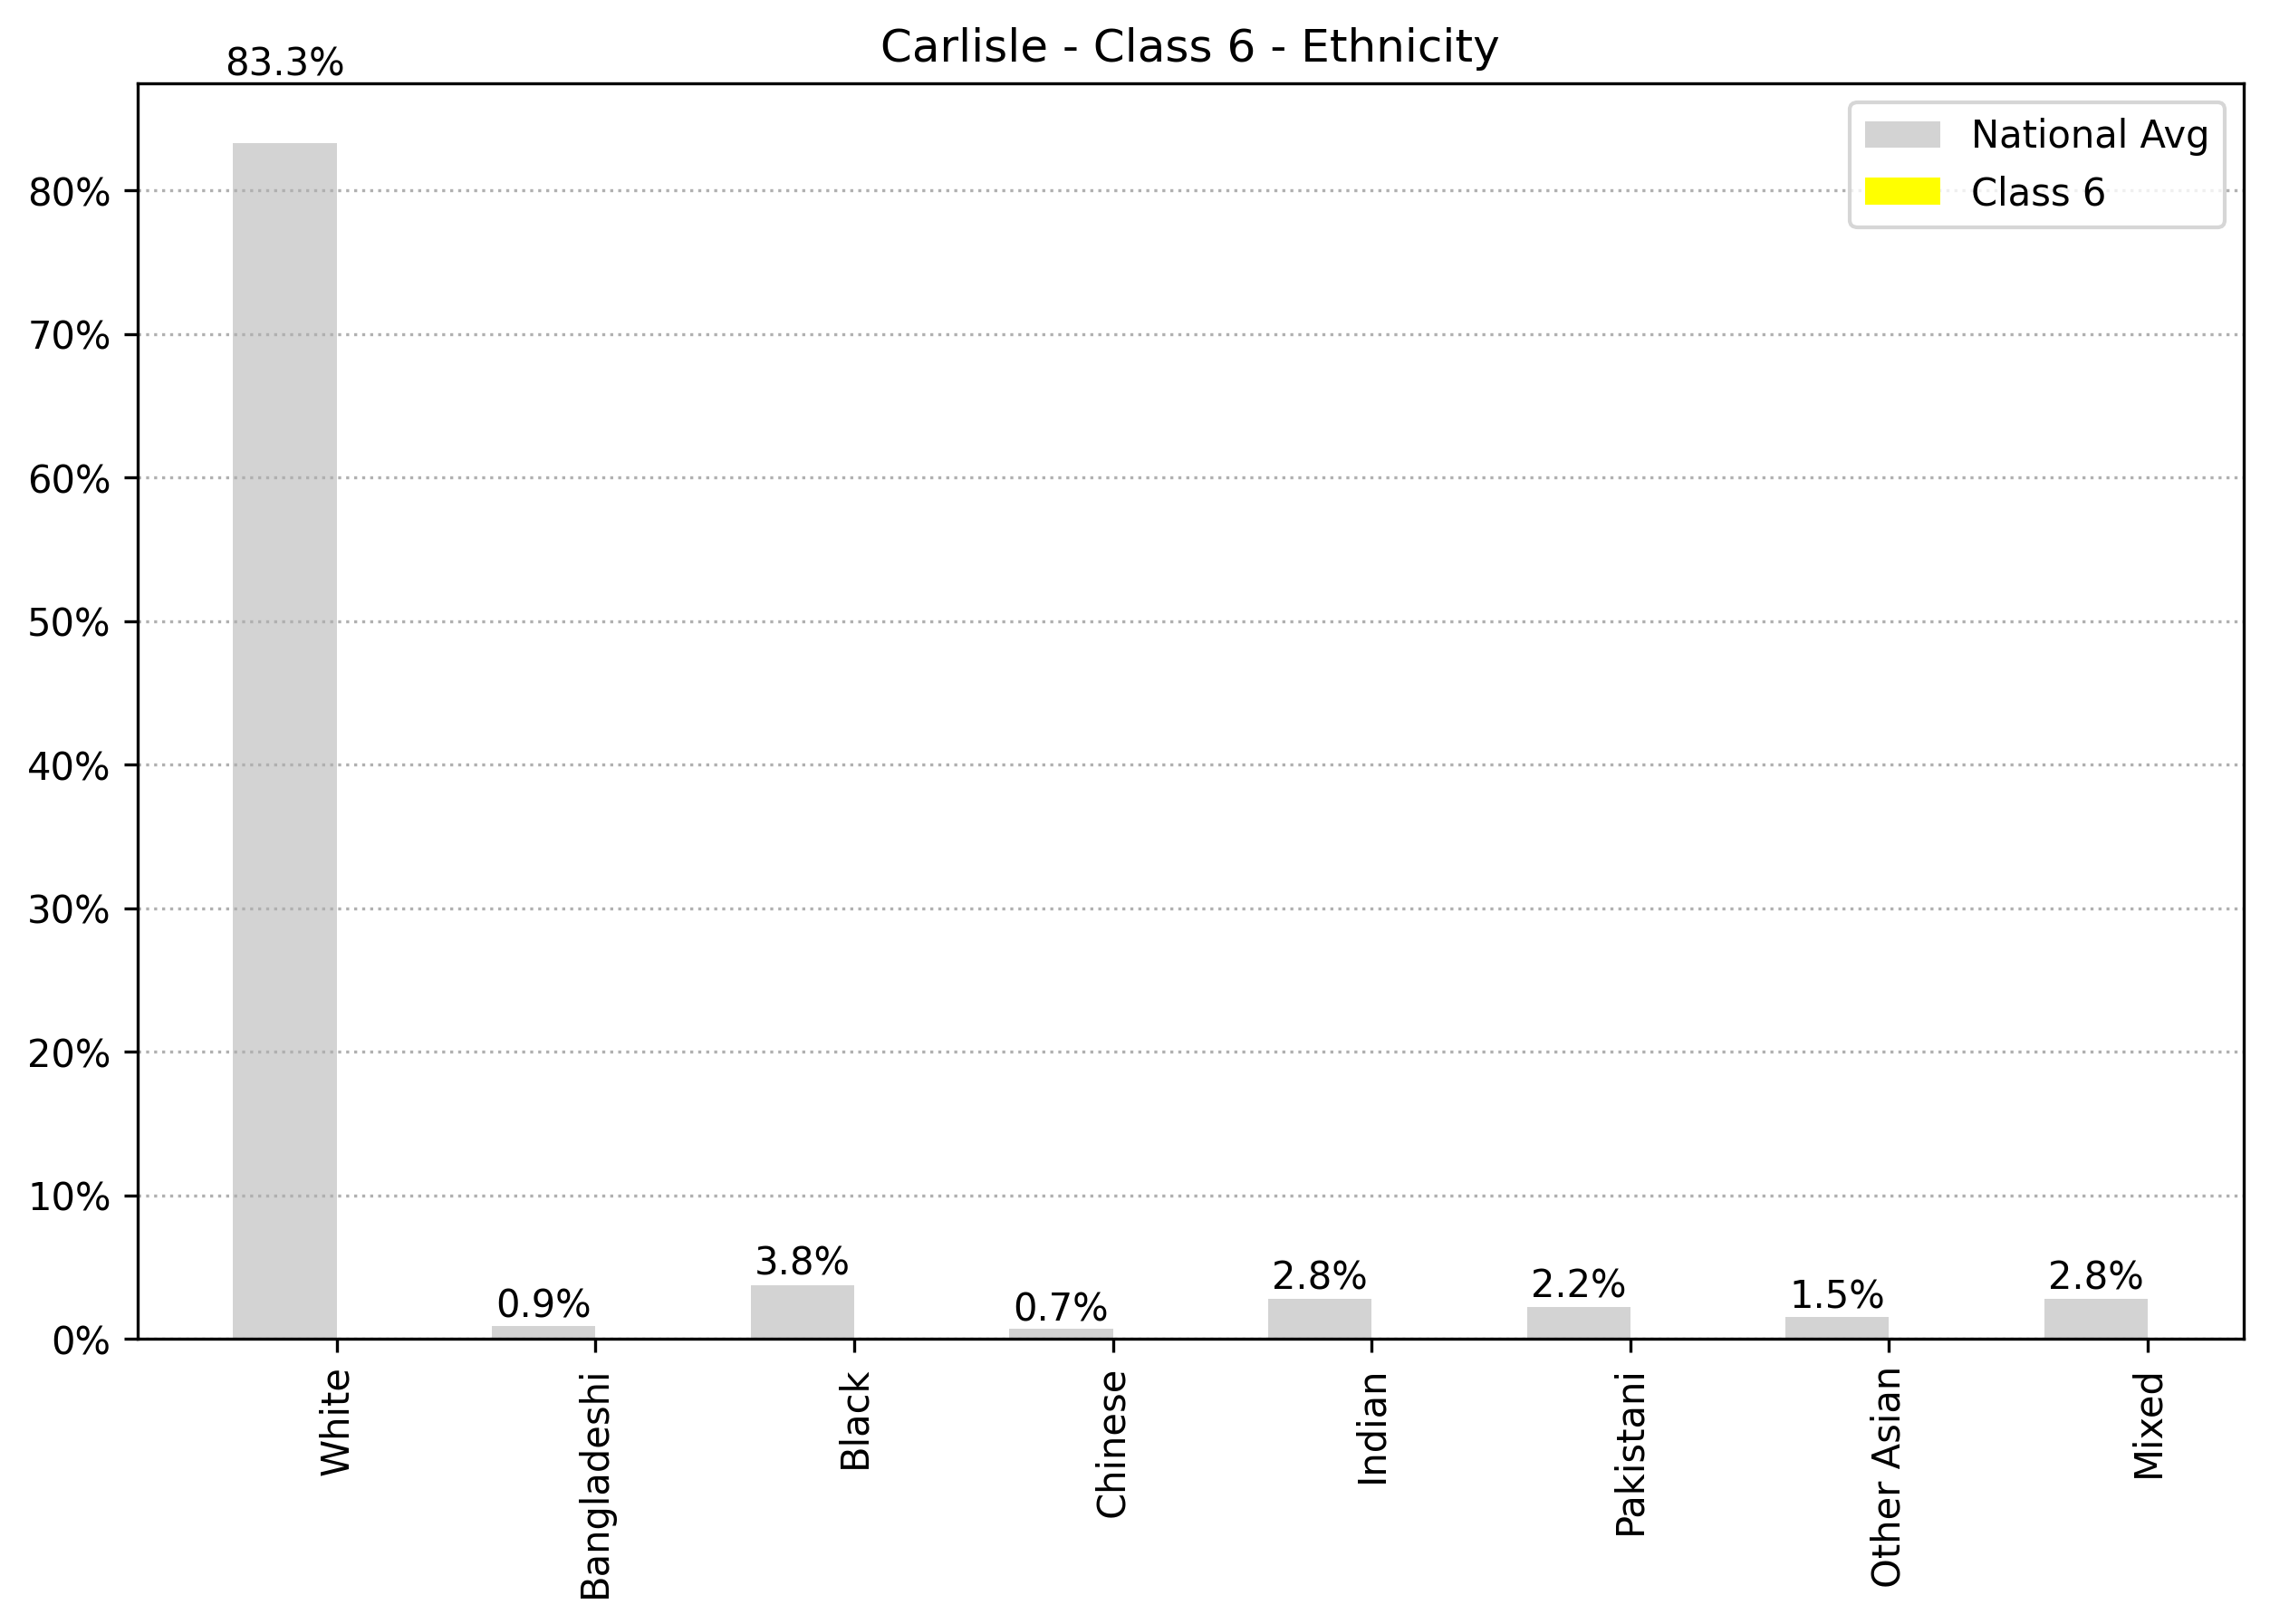 Carlisle - Class 6 - Ethnicity
83.3%
National Avg
Class 6
80%
70%
60%
50%
40%
30%
20%
10%
0%
0.9%
3.8%
0.7%
2.8%
2.2%
1.5%
2.8%
White
Bangladeshi
Black
Chinese
Indian
Pakistani
Other Asian
Mixed